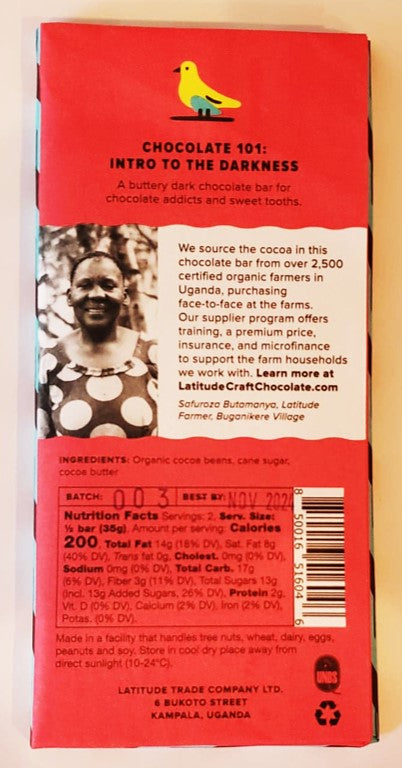 CHOCOLATE 101:
INTRO TO THE DARKNESS
A buttery dark chocolate bar for
chocolate addicts and sweet tooths.
We source the cocoa in this
chocolate bar from over 2,500
certified organic farmers in
Uganda, purchasing
face-to-face at the farms.
Our supplier program offers
training, a premium price,
insurance, and microfinance
to support the farm households
we work with. Learn more at
LatitudeCraftChocolate.com
Safuroza Butamanya, Latitude
Farmer, Buganikere Village
INGREDIENTS: Organic cocoa beans, cane sugar,
cocoa butter
BATCH: 003 BEST BY: NOV 2024
Nutrition Facts Servings: 2, Serv. Size:
½ bar (35g), Amount per serving: Calories
200, Total Fat 14g (18% DV), Sat. Fat 8g
(40% DV), Trans fat 0g, Cholest. 0mg (0% DV),
Sodium 0mg (0% DV), Total Carb. 17g
(6% DV), Fiber 3g (11% DV), Total Sugars 13g
(Incl. 13g Added Sugars, 26% DV), Protein 2g,
Vit. D (0% DV), Calcium (2% DV), Iron (2% DV),
Potas. (0% DV).
8 50016 51604 6
Made in a facility that handles tree nuts, wheat, dairy, eggs,
peanuts and soy. Store in cool dry place away from
direct sunlight (10-24°C).
UNBS
LATITUDE TRADE COMPANY LTD.
6 BUKOTO STREET
KAMPALA, UGANDA